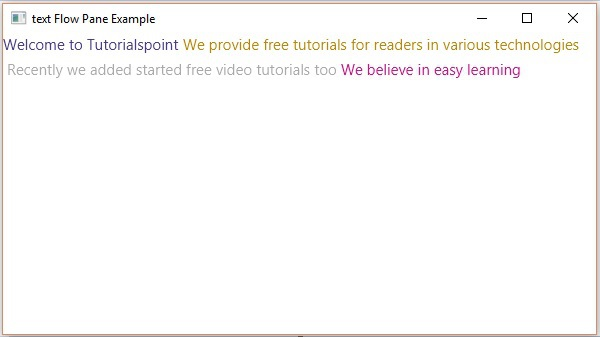 text Flow Pane Example
Welcome to Tutorialspoint We provide free tutorials for readers in various technologies
Recently we added started free video tutorials too We believe in easy learning